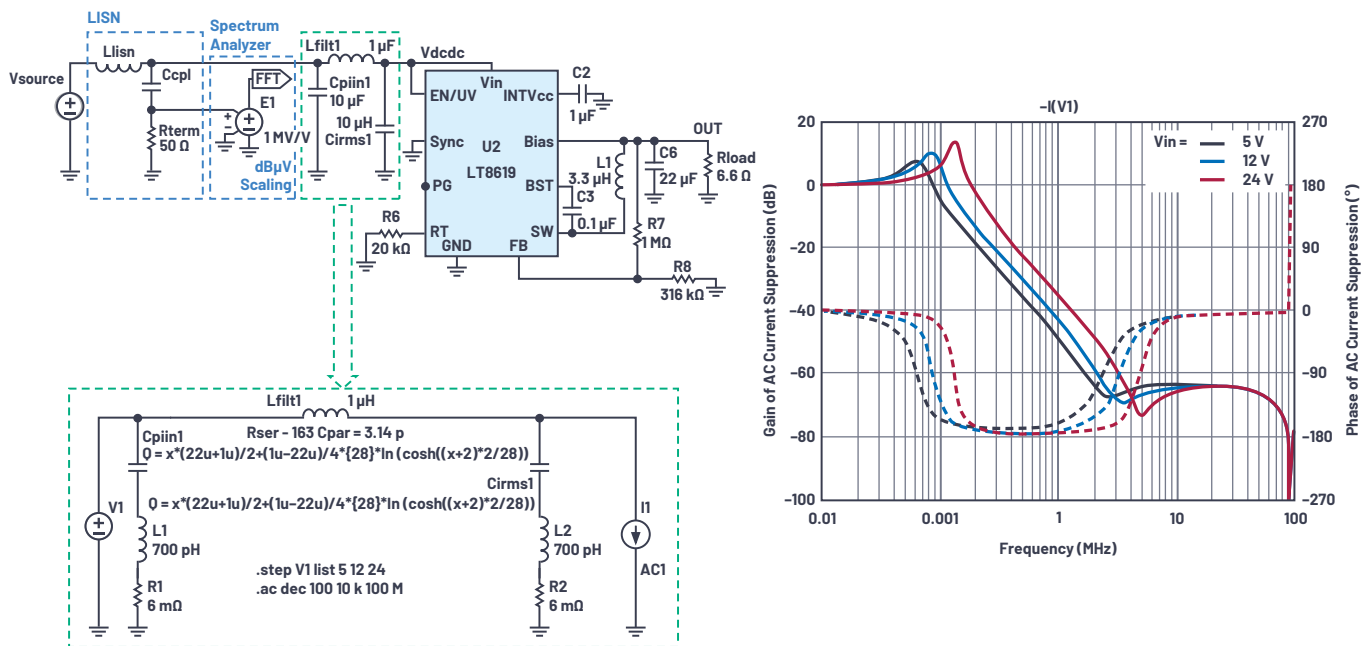 LISN
Spectrum
Analyzer
Llisn
Vsource
Ccpl
FFT
E1
Rterm
50 Ω
1 MV/V
dBµV
Scaling
Lfilt1
1 µF
Cpiin1
10 µF
10 µH
Cirms1
Vdcdc
Vin
EN/UV
INTVcc
C2
1 µF
Sync
U2
LT8619
Bias
OUT
PG
BST
L1
3.3 µH
C6
22 µF
Rload
6.6 Ω
C3
0.1 µF
RT
GND
FB
SW
R6
20 kΩ
R7
1 MΩ
R8
316 kΩ
Lfilt1
1 µH
Rser - 163 Cpar = 3.14 p
Cpiin1
Q = x*(22u+1u)/2+(1u–22u)/4*{28}*ln (cosh((x+2)*2/28))
Cirms1
Q = x*(22u+1u)/2+(1u–22u)/4*{28}*ln (cosh((x+2)*2/28))
V1
L1
700 pH
R1
6 mΩ
.step V1 list 5 12 24
.ac dec 100 10 k 100 M
L2
700 pH
R2
6 mΩ
I1
AC1
–I(V1)
Vin =
5 V
12 V
24 V
Gain of AC Current Suppression (dB)
20
0
–20
–40
–60
–80
–100
Phase of AC Current Suppression (°)
270
180
90
0
–90
–180
–270
0.01
0.001
1
10
100
Frequency (MHz)